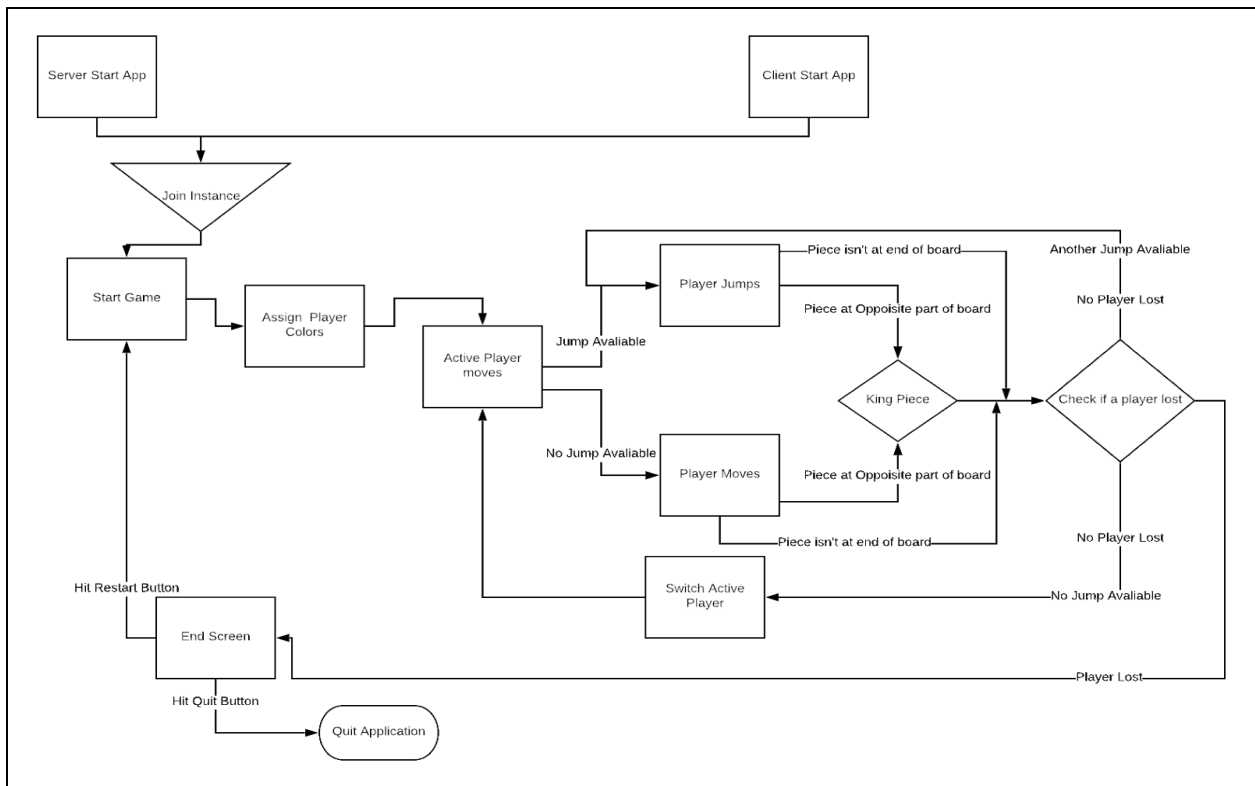 Server Start App
Client Start App
Join Instance
Start Game
Assign Player
Colors
Active Player
moves
Jump Avaliable
No Jump Avaliable
Player Jumps
Piece isn't at end of board
Piece at Oppoisite part of board
King Piece
Player Moves
Piece at Oppoisite part of board
Piece isn't at end of board
Another Jump Avaliable
No Player Lost
Check if a player lost
No Player Lost
No Jump Avaliable
Switch Active
Player
Player Lost
Hit Restart Button
End Screen
Hit Quit Button
Quit Application